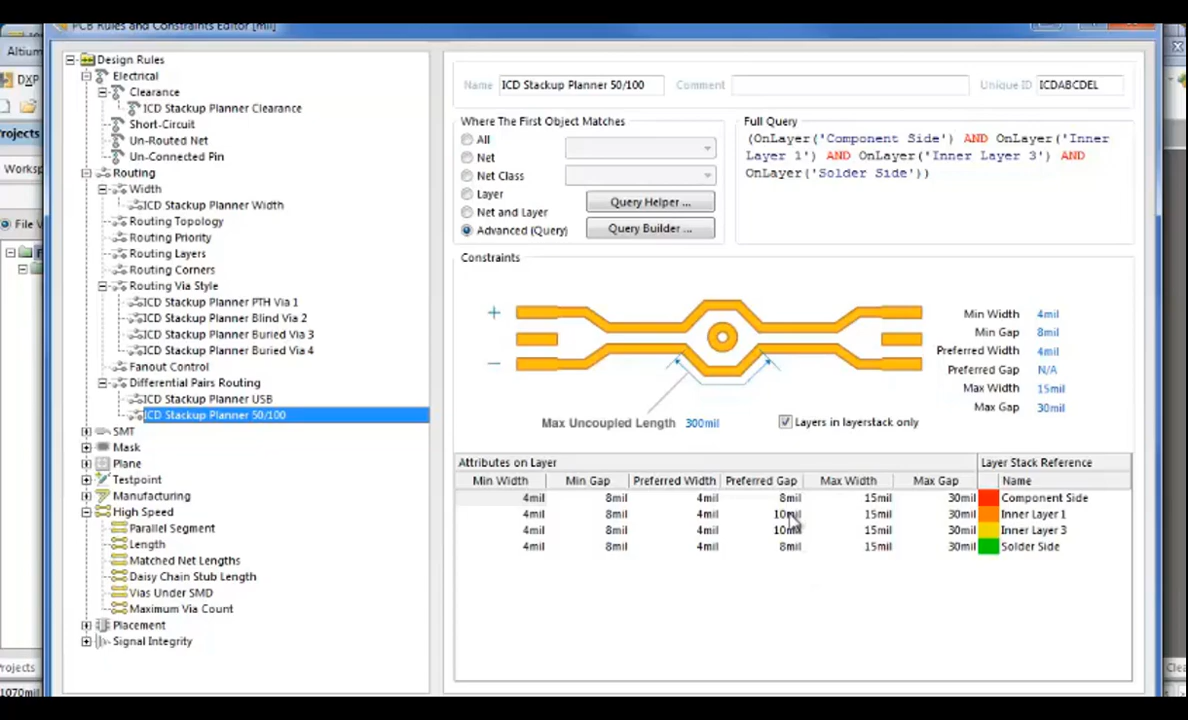 PCB Rules and Constraints Editor [mil]
Altium
DXP
Projects
Worksp
File V
Projects
1070mil
Design Rules
Electrical
Clearance
ICD Stackup Planner Clearance
Short-Circuit
Un-Routed Net
Un-Connected Pin
Routing
Width
ICD Stackup Planner Width
Routing Topology
Routing Priority
Routing Layers
Routing Corners
Routing Via Style
ICD Stackup Planner PTH Via 1
ICD Stackup Planner Blind Via 2
ICD Stackup Planner Buried Via 3
ICD Stackup Planner Buried Via 4
Fanout Control
Differential Pairs Routing
ICD Stackup Planner USB
ICD Stackup Planner 50/100
SMT
Mask
Plane
Testpoint
Manufacturing
High Speed
Parallel Segment
Length
Matched Net Lengths
Daisy Chain Stub Length
Vias Under SMD
Maximum Via Count
Placement
Signal Integrity
Name ICD Stackup Planner 50/100 Comment Unique ID ICDABCDEL
Where The First Object Matches
All
Net
Net Class
Layer
Net and Layer
Advanced (Query)
Query Helper ...
Query Builder ...
Full Query
(OnLayer('Component Side') AND OnLayer('Inner
Layer 1') AND OnLayer('Inner Layer 3') AND
OnLayer('Solder Side'))
Constraints
+
−
Min Width 4mil
Min Gap 8mil
Preferred Width 4mil
Preferred Gap N/A
Max Width 15mil
Max Gap 30mil
Max Uncoupled Length 300mil
Layers in layerstack only
Attributes on Layer Layer Stack Reference
Min Width Min Gap Preferred Width Preferred Gap Max Width Max Gap Name
4mil 8mil 4mil 8mil 15mil 30mil Component Side
4mil 8mil 4mil 10mil 15mil 30mil Inner Layer 1
4mil 8mil 4mil 10mil 15mil 30mil Inner Layer 3
4mil 8mil 4mil 8mil 15mil 30mil Solder Side
Clea